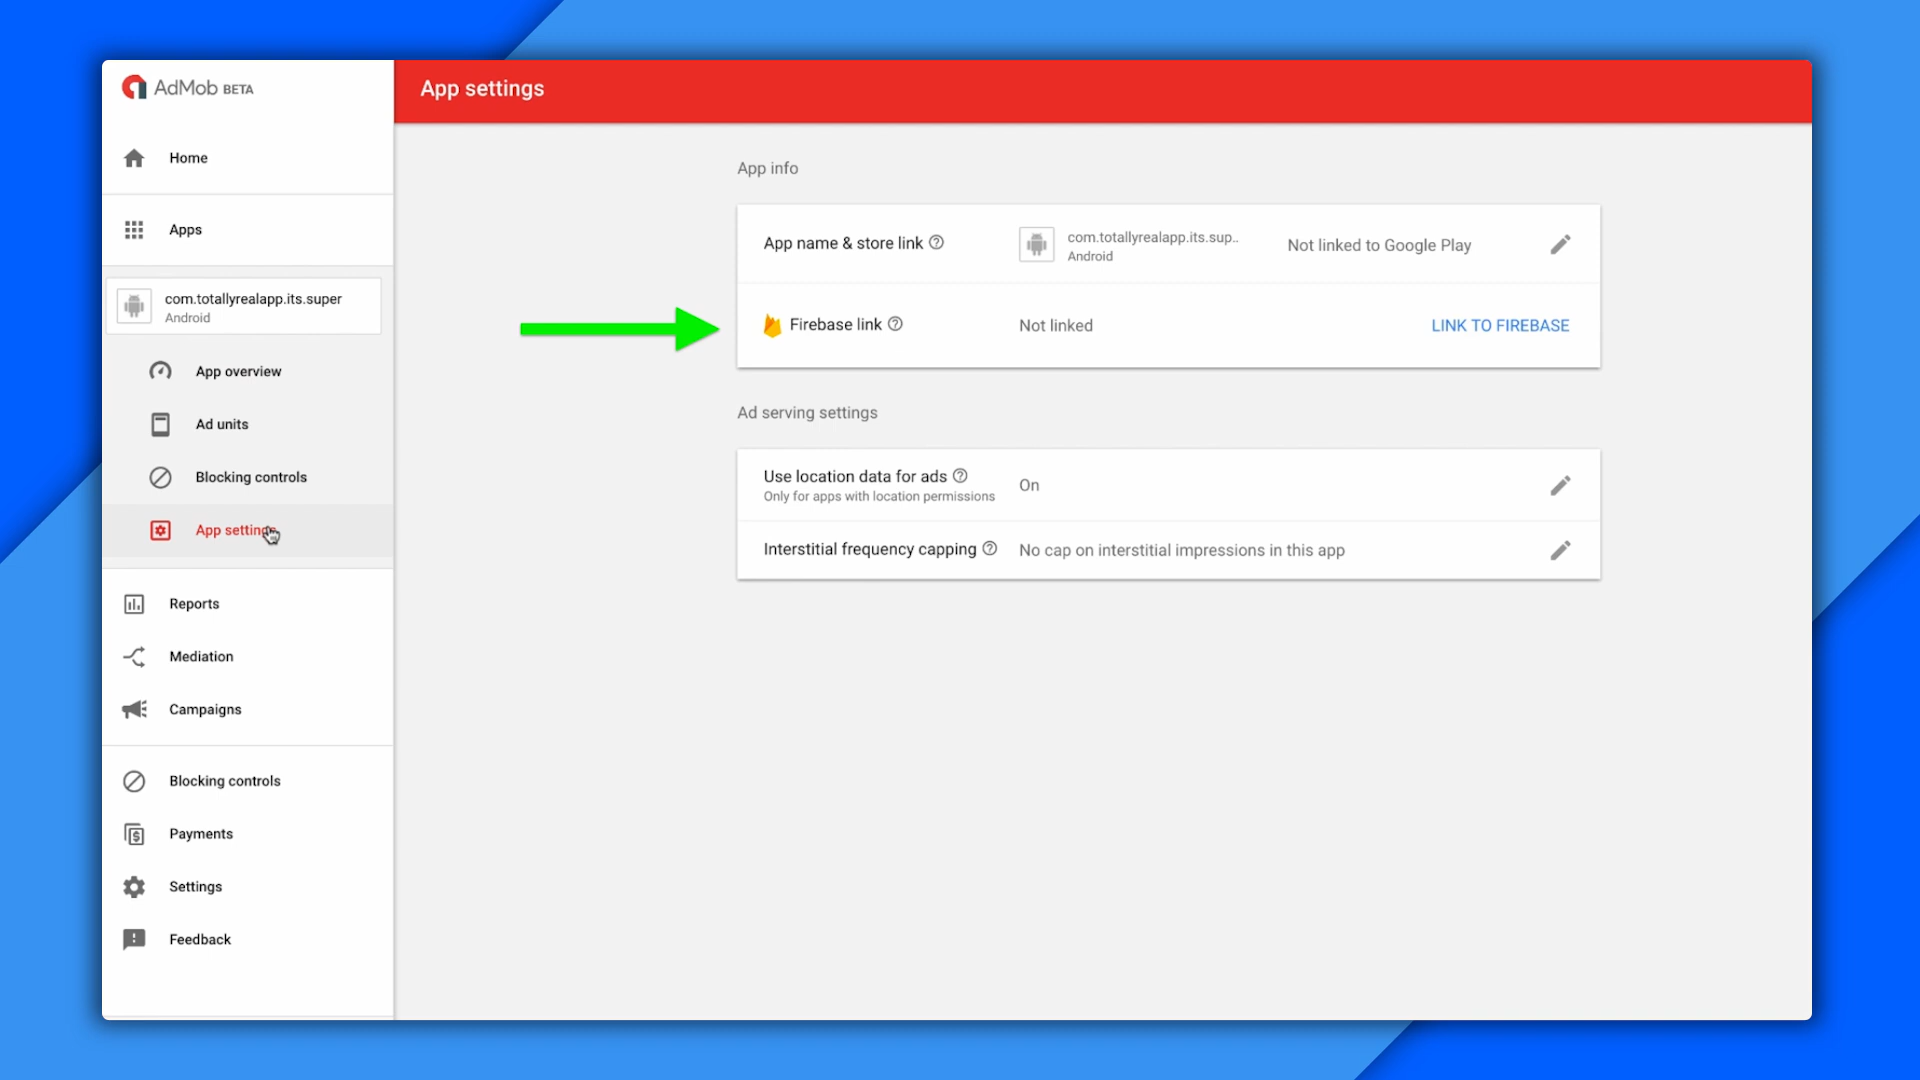 AdMob BETA
App settings
Home
Apps
com.totallyrealapp.its.super
Android
App overview
Ad units
Blocking controls
App setting
Reports
Mediation
Campaigns
Blocking controls
Payments
Settings
Feedback
App info
App name & store link
com.totallyrealapp.its.sup..
Android
Not linked to Google Play
Firebase link
Not linked
LINK TO FIREBASE
Ad serving settings
Use location data for ads
Only for apps with location permissions
On
Interstitial frequency capping
No cap on interstitial impressions in this app